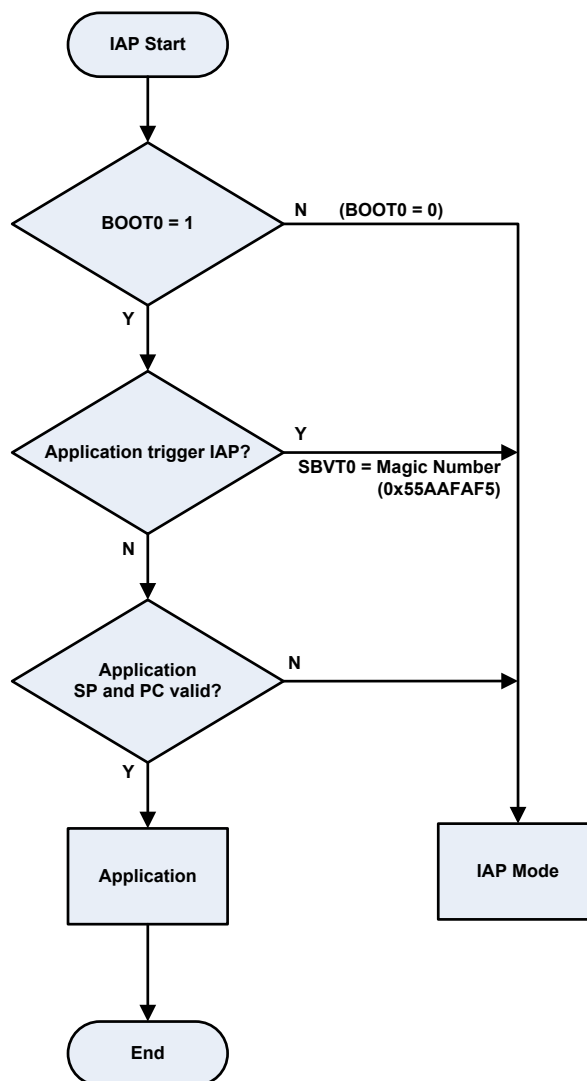 IAP Start
BOOT0 = 1
N (BOOT0 = 0)
Y
Application trigger IAP?
Y
SBVT0 = Magic Number
(0x55AAFAF5)
N
Application
SP and PC valid?
N
Y
Application
IAP Mode
End